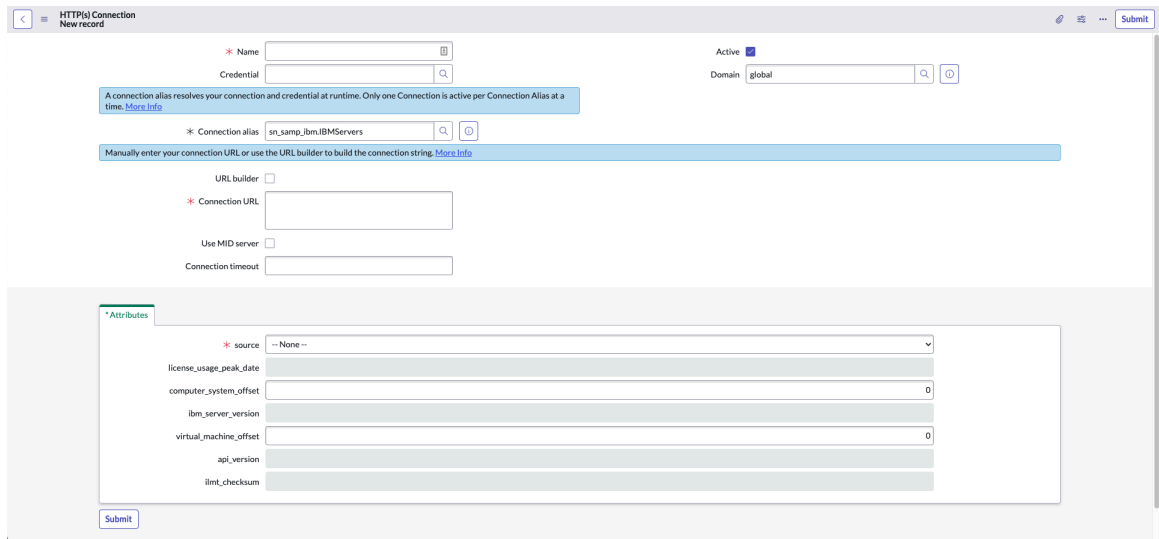 HTTP(s) Connection
New record
Submit
Name
Active
Credential
Domain global
A connection alias resolves your connection and credential at runtime. Only one Connection is active per Connection Alias at a
time. More Info
Connection alias sn_samp_ibm.IBMServers
Manually enter your connection URL or use the URL builder to build the connection string. More Info
URL builder
Connection URL
Use MID server
Connection timeout
*Attributes
source -- None --
license_usage_peak_date
computer_system_offset 0
ibm_server_version
virtual_machine_offset 0
api_version
ilmt_checksum
Submit